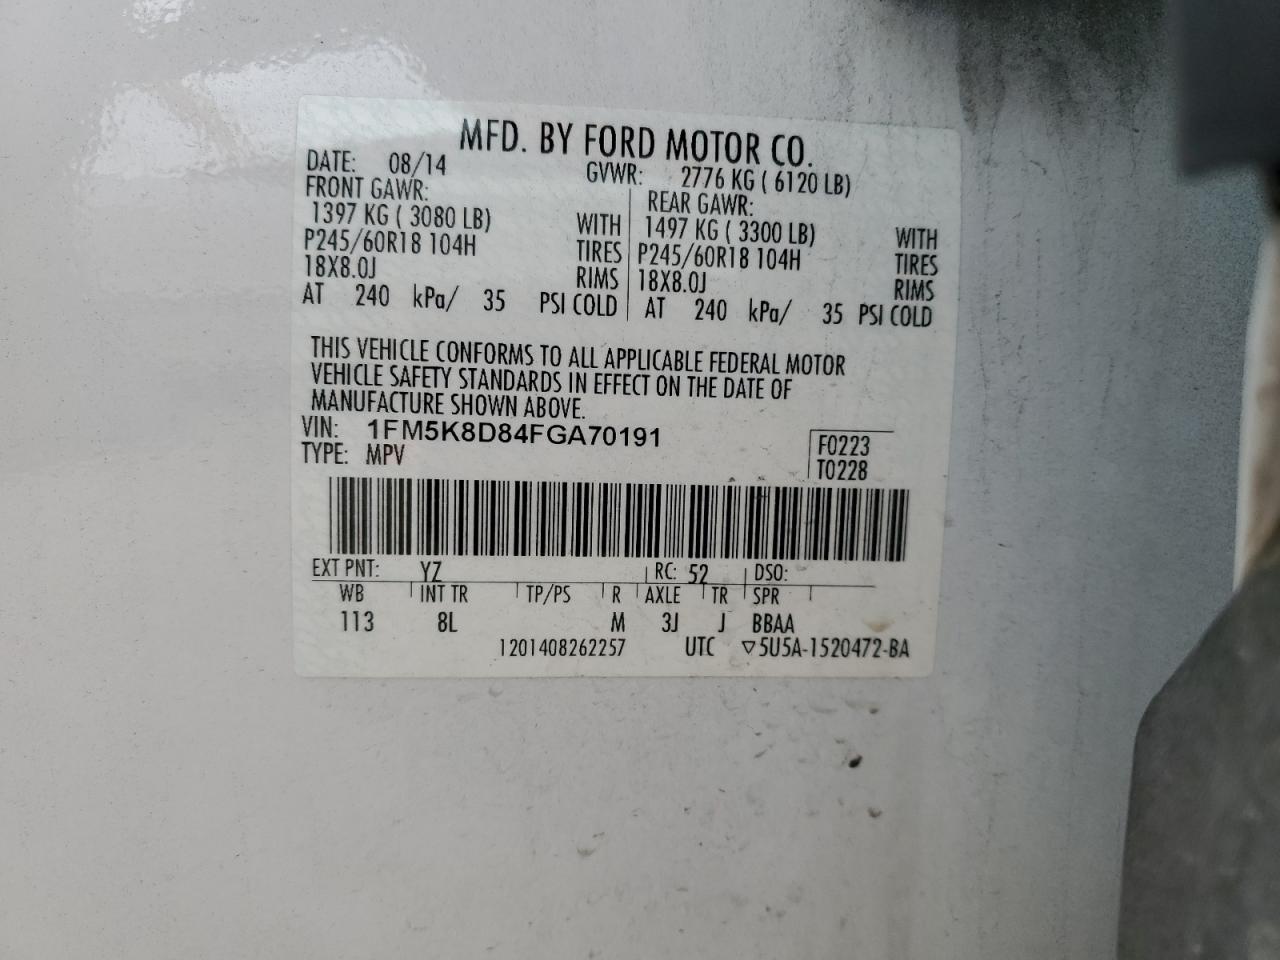 MFD. BY FORD MOTOR CO.
DATE: 08/14 GVWR: 2776 KG ( 6120 LB)
FRONT GAWR: REAR GAWR:
1397 KG ( 3080 LB) WITH 1497 KG ( 3300 LB) WITH
P245/60R18 104H TIRES P245/60R18 104H TIRES
18X8.0J RIMS 18X8.0J RIMS
AT 240 kPa/ 35 PSI COLD AT 240 kPa/ 35 PSI COLD
THIS VEHICLE CONFORMS TO ALL APPLICABLE FEDERAL MOTOR
VEHICLE SAFETY STANDARDS IN EFFECT ON THE DATE OF
MANUFACTURE SHOWN ABOVE.
VIN: 1FM5K8D84FGA70191 F0223
TYPE: MPV T0228
EXT PNT: YZ RC: 52 DSO:
WB INT TR TP/PS R AXLE TR SPR
113 8L M 3J J BBAA
1201408262257 UTC ▽5U5A-1520472-BA